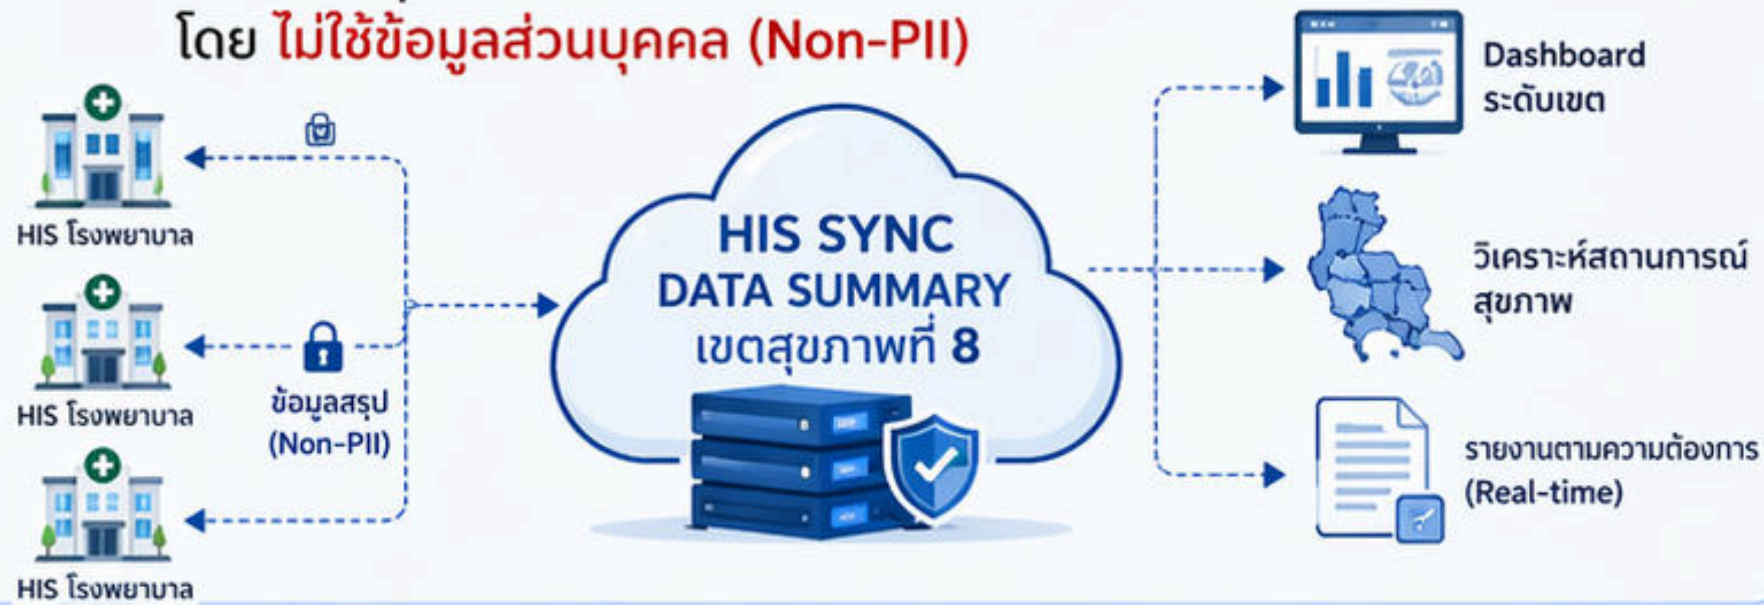 โดย ไม่ใช้ข้อมูลส่วนบุคคล (Non-PII)
HIS โรงพยาบาล
HIS โรงพยาบาล
HIS โรงพยาบาล
ข้อมูลสรุป
(Non-PII)
HIS SYNC
DATA SUMMARY
เขตสุขภาพที่ 8
Dashboard
ระดับเขต
วิเคราะห์สถานการณ์
สุขภาพ
รายงานตามความต้องการ
(Real-time)